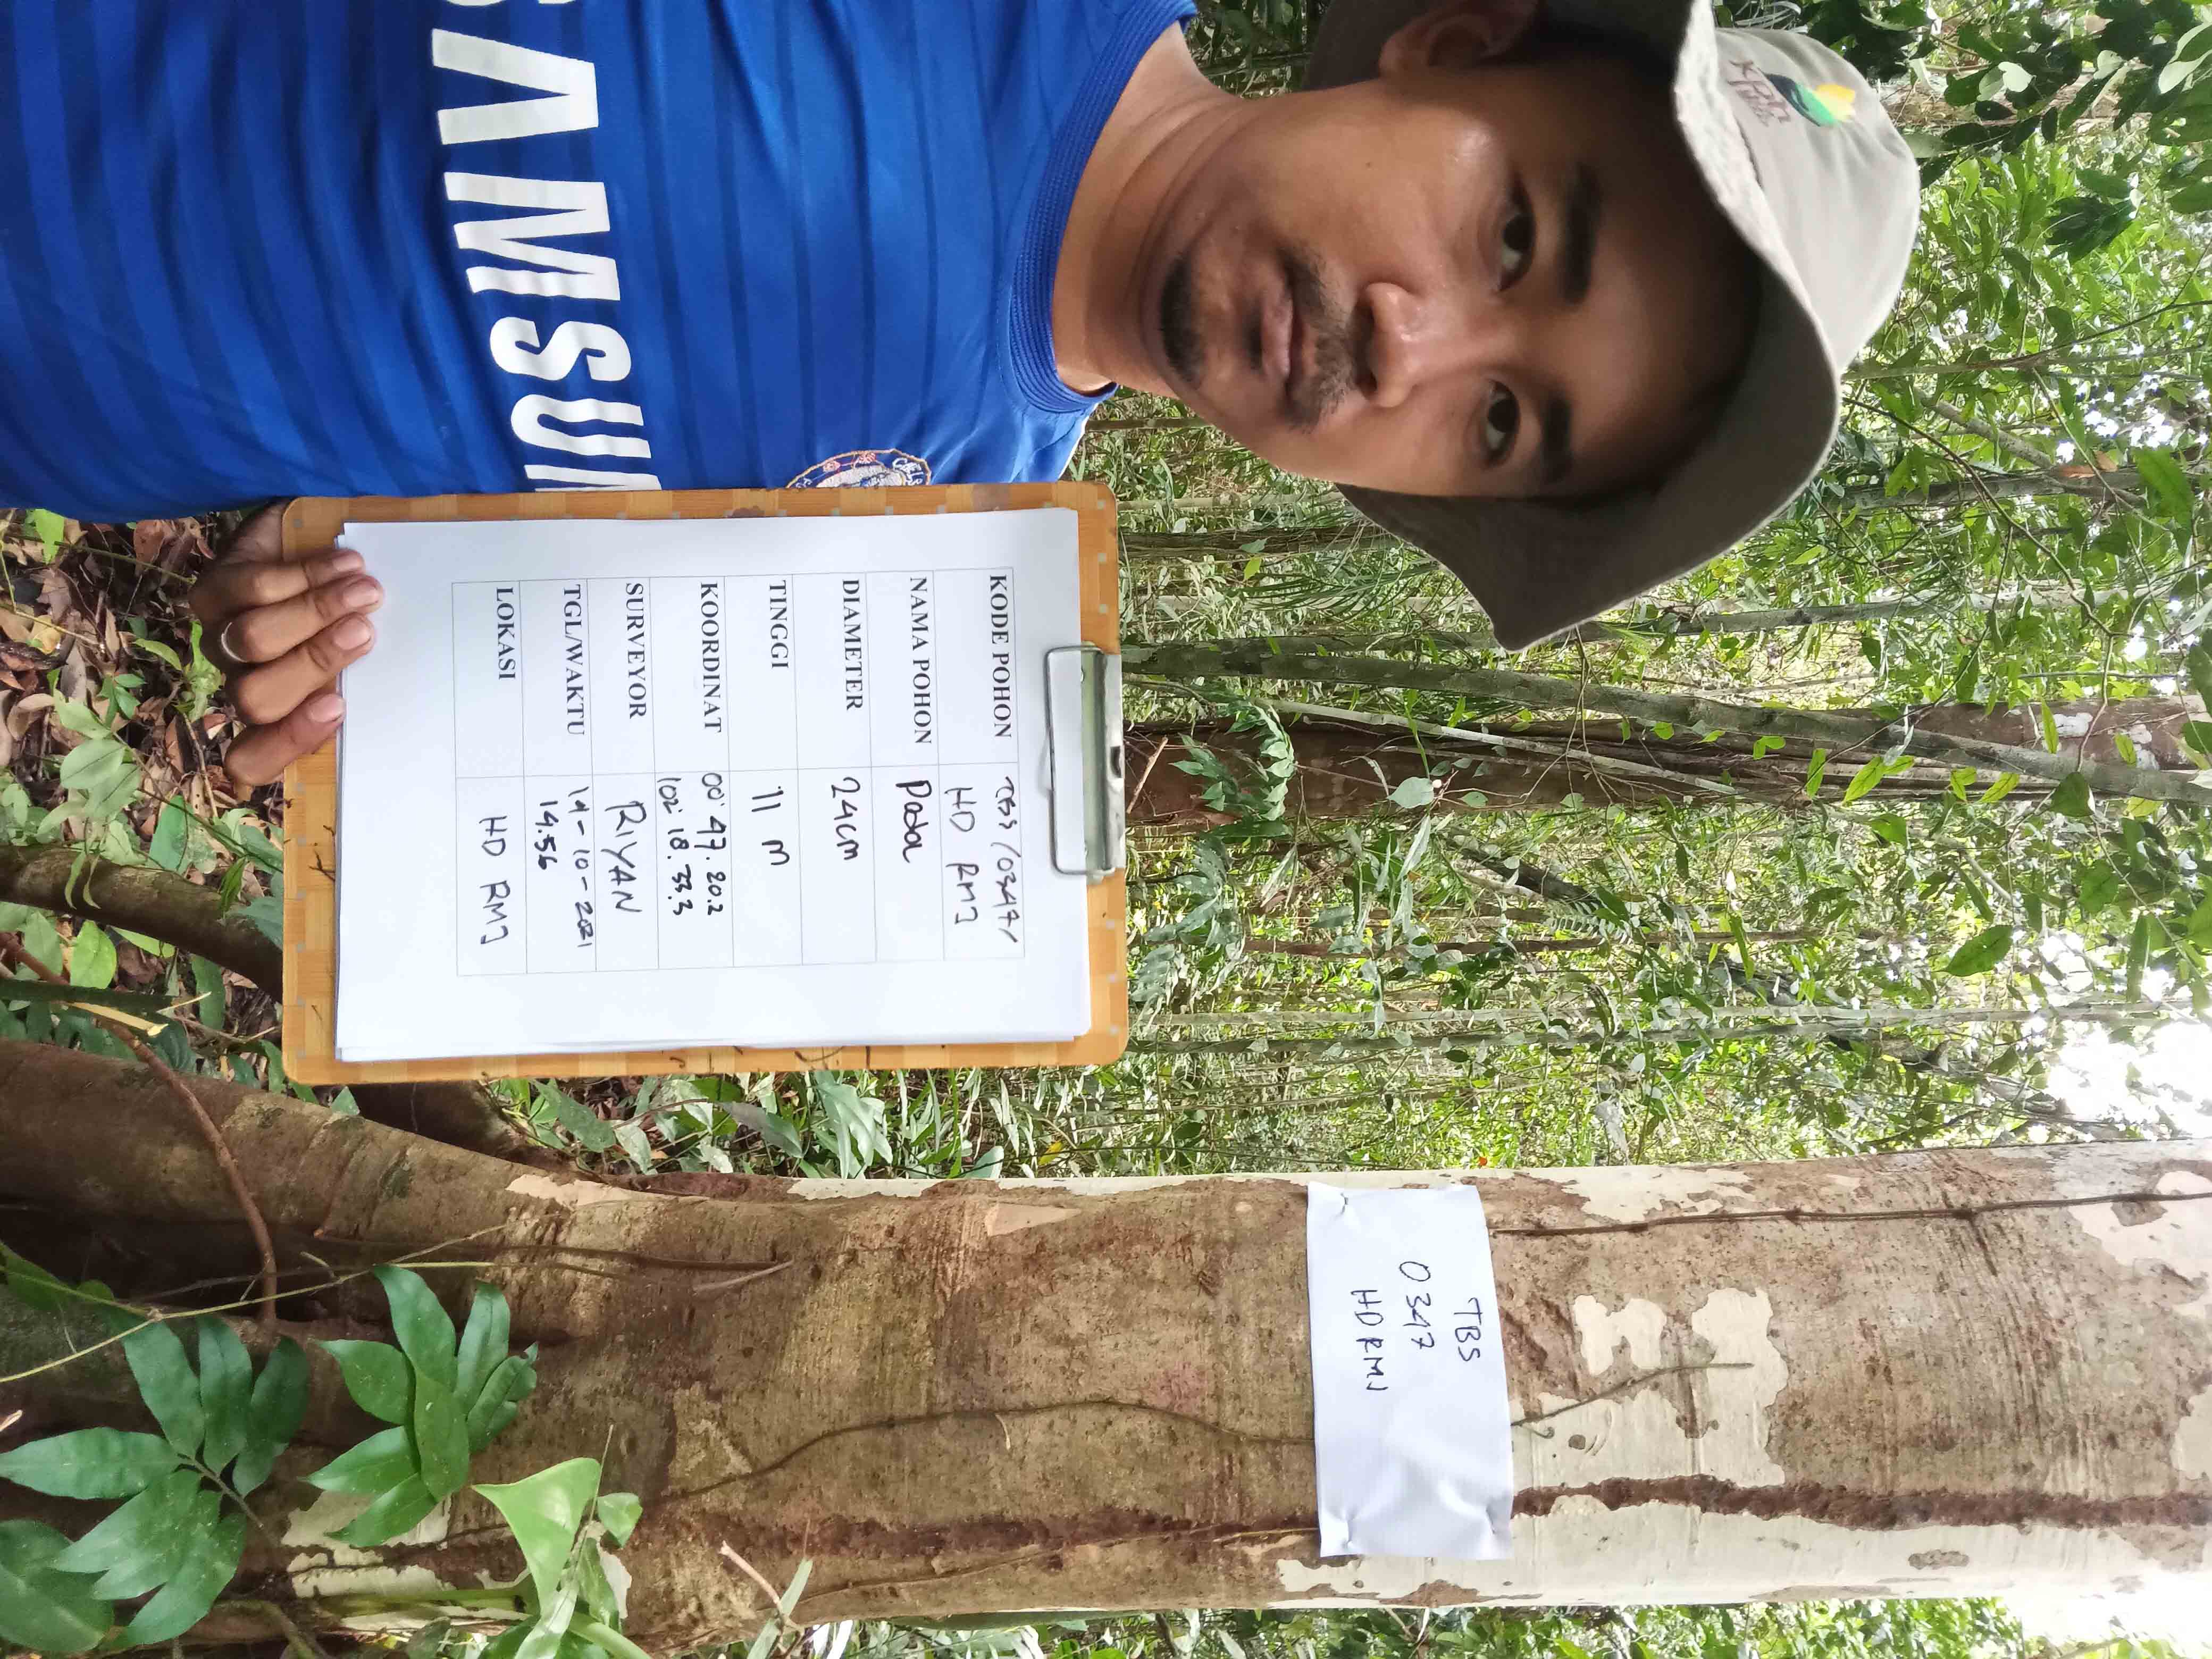 SAMSUN
KODE POHON TBS/0347/
HD RMJ
NAMA POHON Pada
DIAMETER 24cm
TINGGI 11 m
KOORDINAT 00° 47. 20.2
102° 18. 33.3
SURVEYOR RIYAN
TGL/WAKTU 14-10-2021
14.56
LOKASI HD RMJ
TBS
0347
HD RMJ